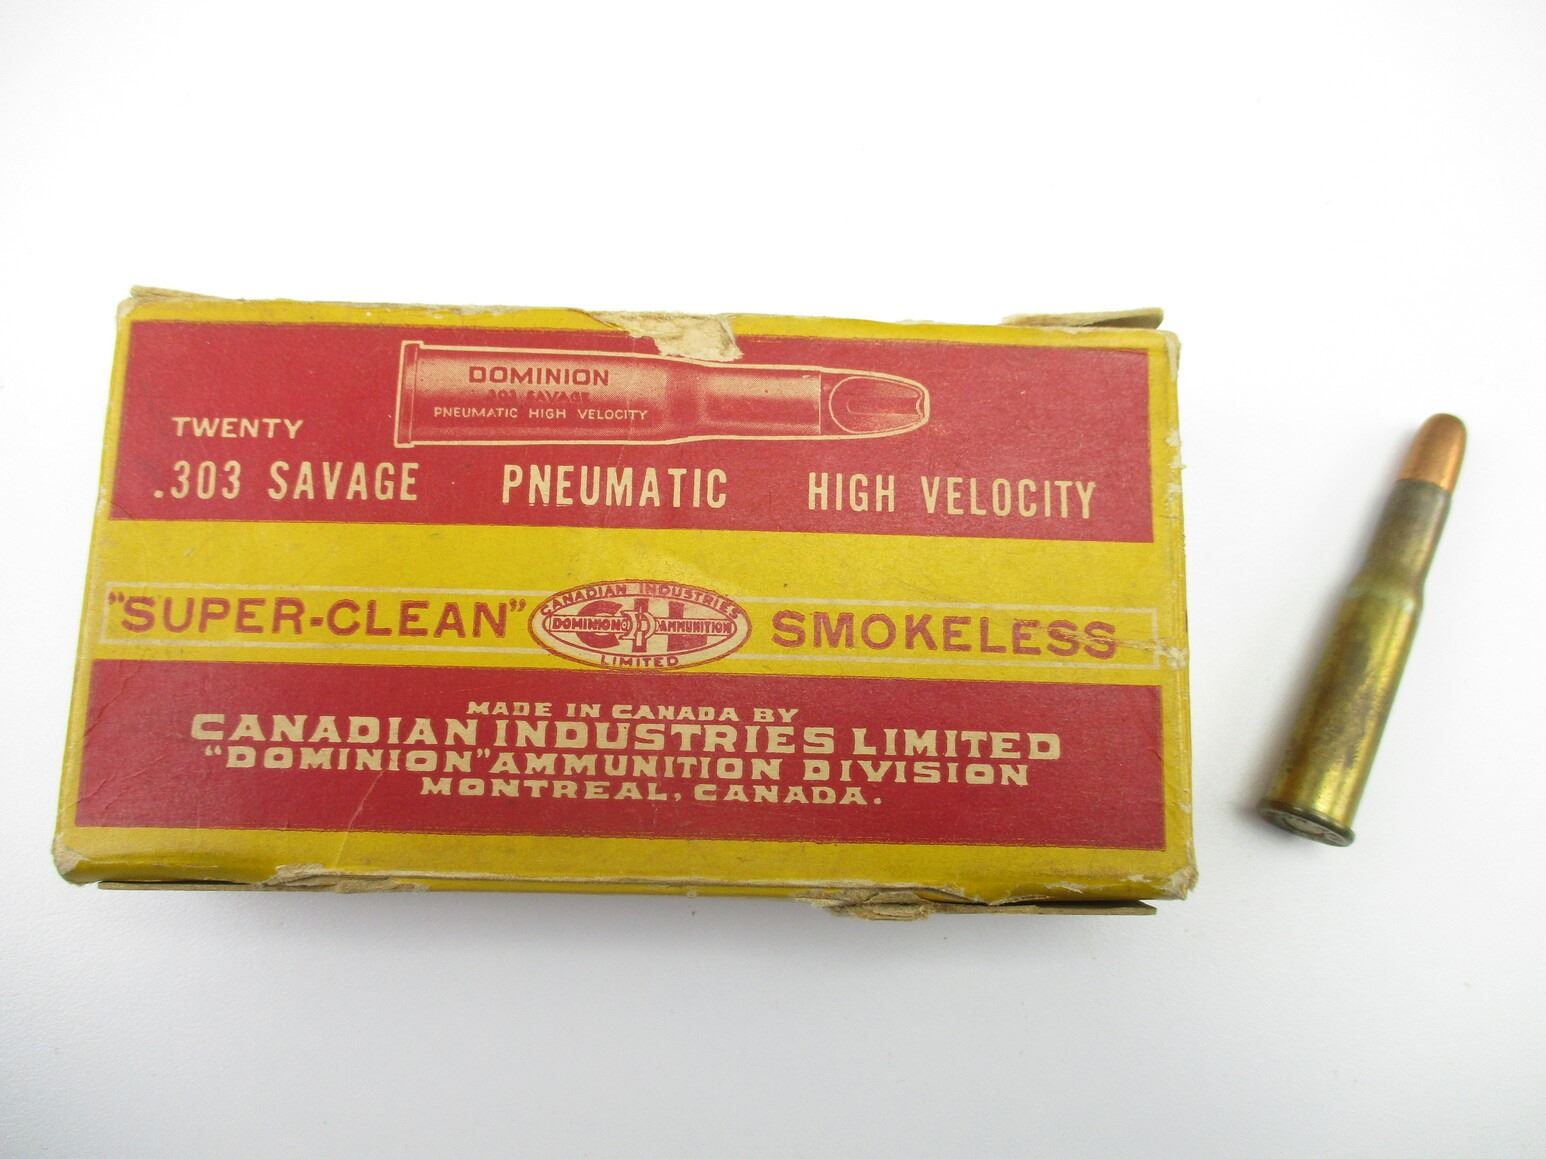 DOMINION
.303 SAVAGE
PNEUMATIC HIGH VELOCITY
TWENTY
.303 SAVAGE PNEUMATIC HIGH VELOCITY
"SUPER-CLEAN" SMOKELESS
CANADIAN INDUSTRIES
CIL
DOMINION AMMUNITION
LIMITED
MADE IN CANADA BY
CANADIAN INDUSTRIES LIMITED
"DOMINION" AMMUNITION DIVISION
MONTREAL, CANADA.